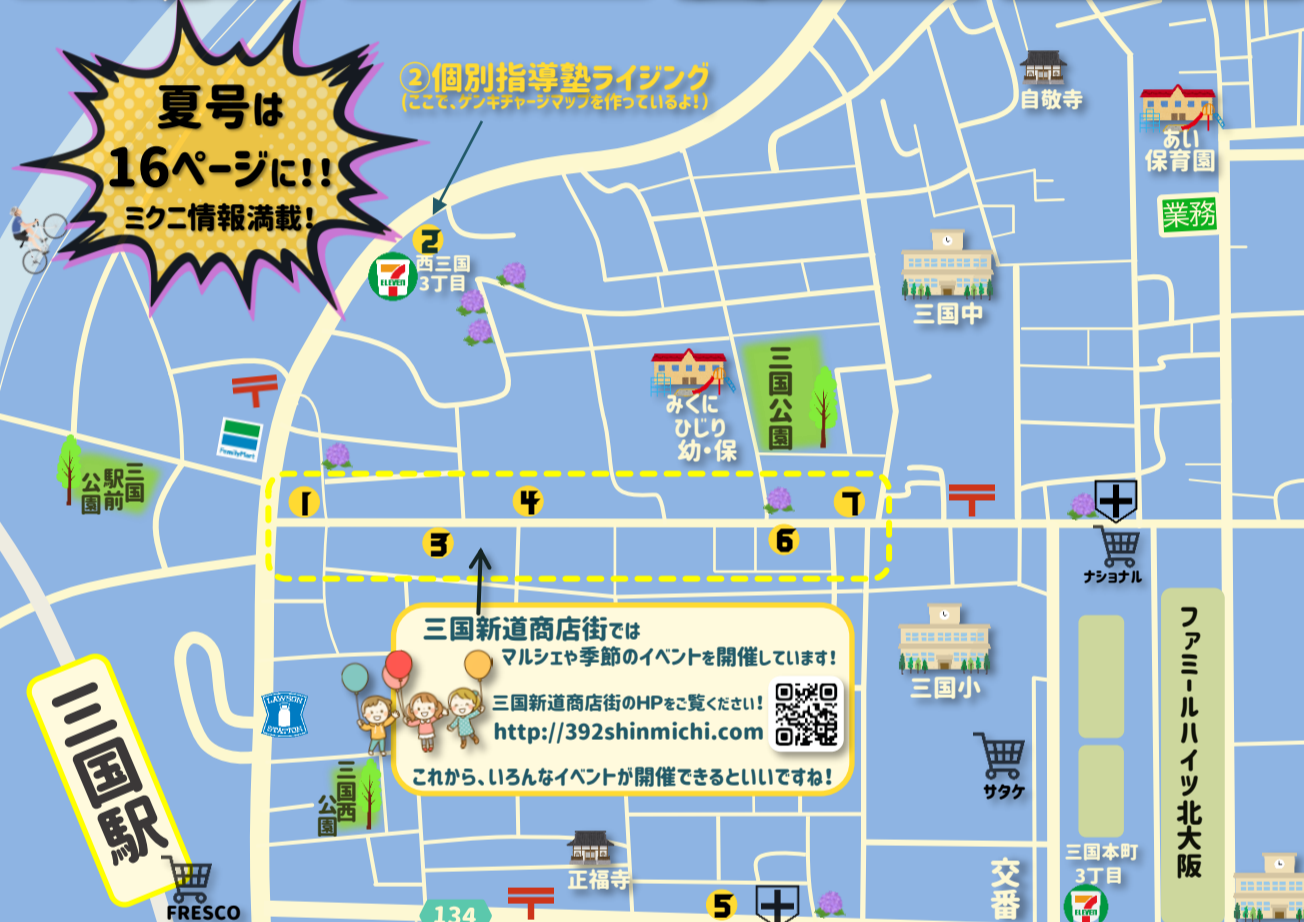 夏号は
16ページに!!
ミクニ情報満載!
②個別指導塾ライジング
(ここで、ゲンキチャージマップを作っているよ!)
自敬寺
あい
保育園
業務
2
7
ELEVEN
西三国
3丁目
三国中
〒
FamilyMart
みくに
ひじり
幼・保
三国公園
三国
駅前
公園
1
4
7
3
6
〒
ナショナル
三国新道商店街では
マルシェや季節のイベントを開催しています!
三国新道商店街のHPをご覧ください!
http://392shinmichi.com
これから、いろんなイベントが開催できるといいですね!
三国小
ファミールハイツ北大阪
三国駅
LAWSON
STATION
三国西
公園
サタケ
正福寺
交番
三国本町
3丁目
7
ELEVEN
FRESCO
134
〒
5